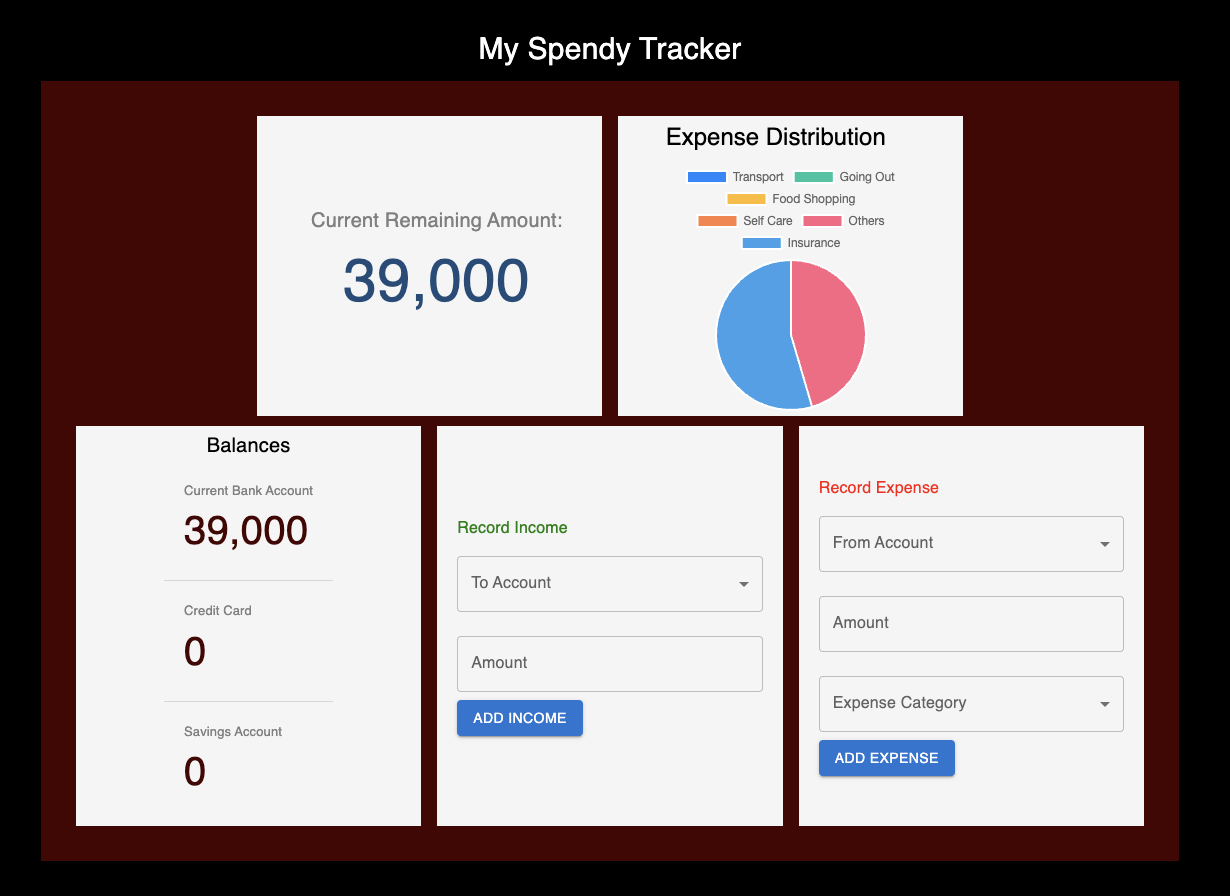 My Spendy Tracker
Current Remaining Amount:
39,000
Expense Distribution
Transport Going Out
Food Shopping
Self Care Others
Insurance
Balances
Current Bank Account
39,000
Credit Card
0
Savings Account
0
Record Income
To Account
Amount
ADD INCOME
Record Expense
From Account
Amount
Expense Category
ADD EXPENSE